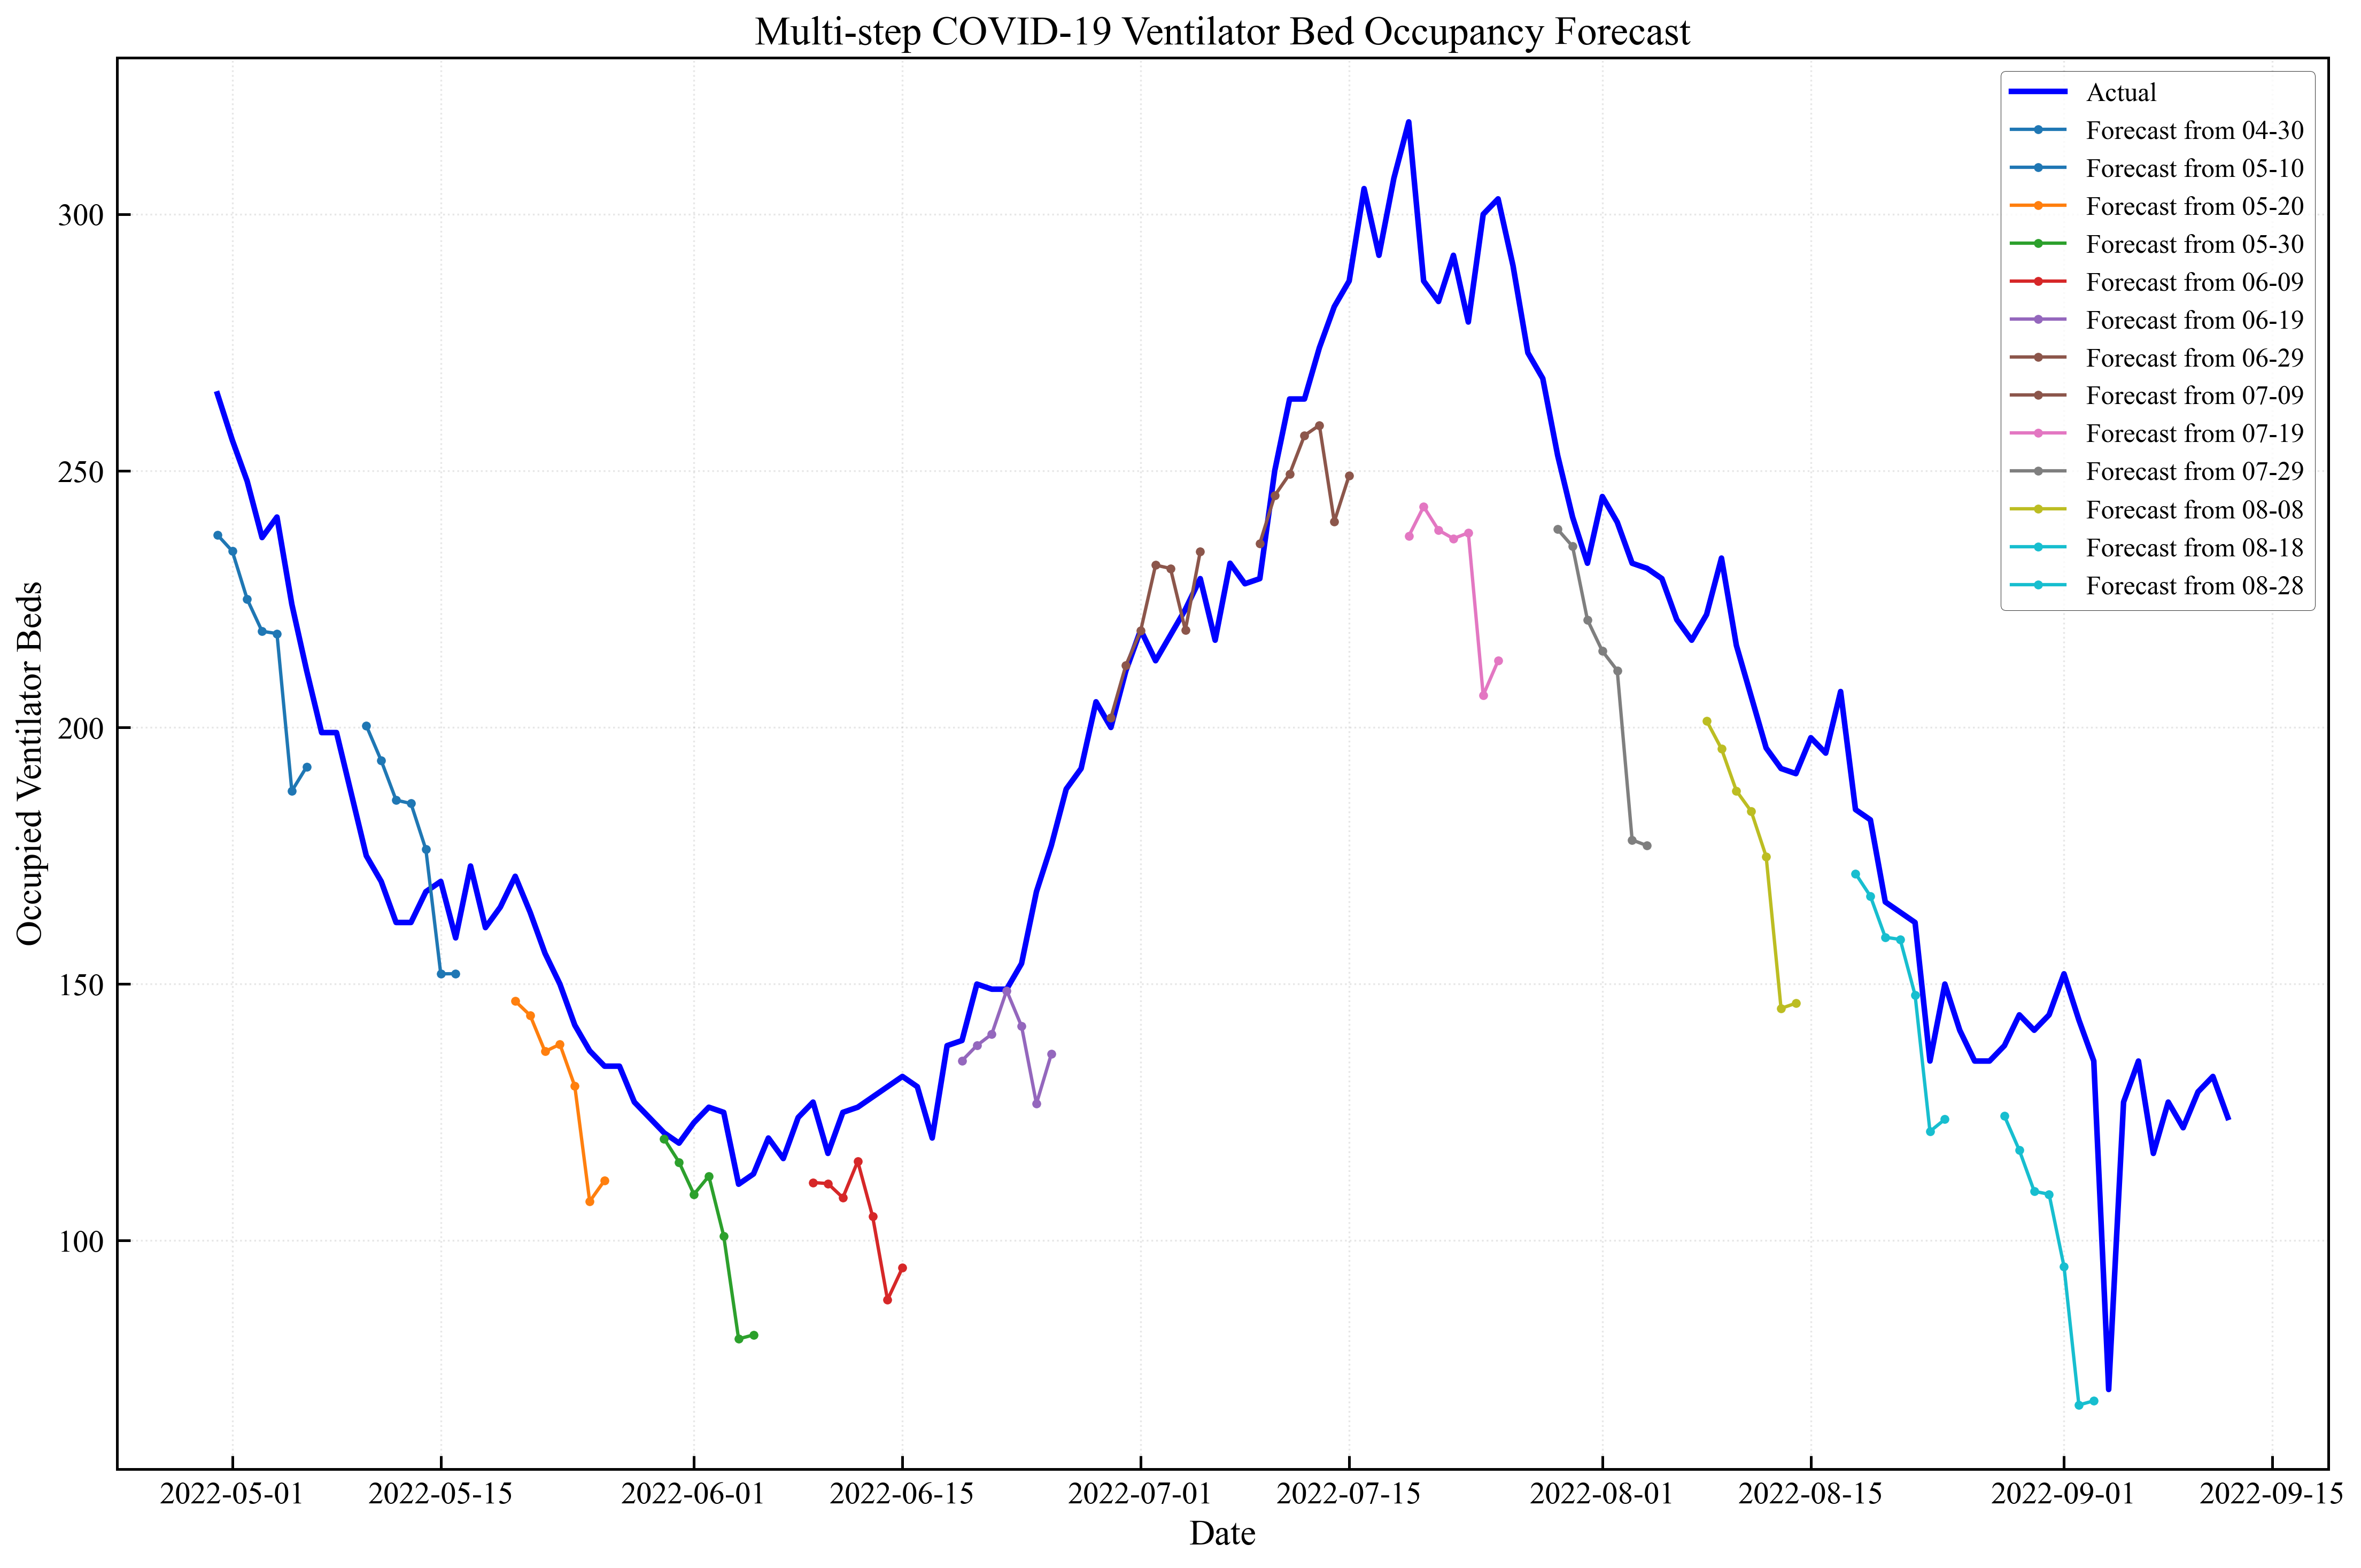 Multi-step COVID-19 Ventilator Bed Occupancy Forecast
Actual
Forecast from 04-30
Forecast from 05-10
Forecast from 05-20
Forecast from 05-30
Forecast from 06-09
Forecast from 06-19
Forecast from 06-29
Forecast from 07-09
Forecast from 07-19
Forecast from 07-29
Forecast from 08-08
Forecast from 08-18
Forecast from 08-28
Occupied Ventilator Beds
300
250
200
150
100
2022-05-01
2022-05-15
2022-06-01
2022-06-15
2022-07-01
2022-07-15
2022-08-01
2022-08-15
2022-09-01
2022-09-15
Date